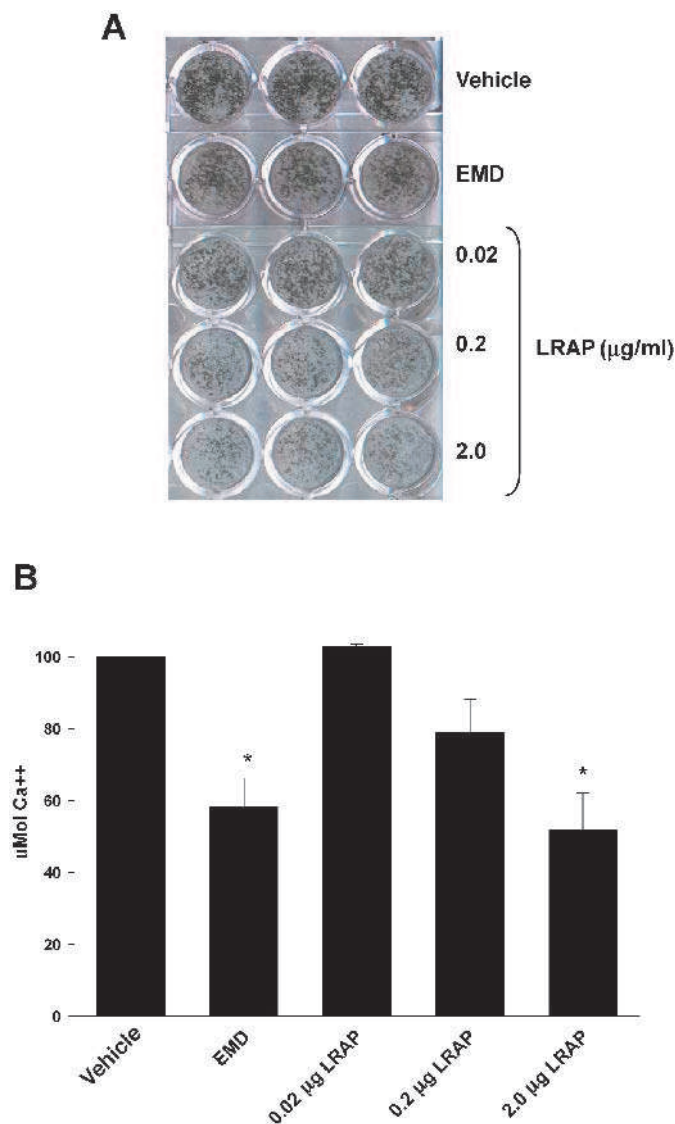 A
Vehicle
EMD
0.02
0.2
LRAP (µg/ml)
2.0
B
100
80
60
40
20
0
uMol Ca++
*
*
Vehicle
EMD
0.02 µg LRAP
0.2 µg LRAP
2.0 µg LRAP